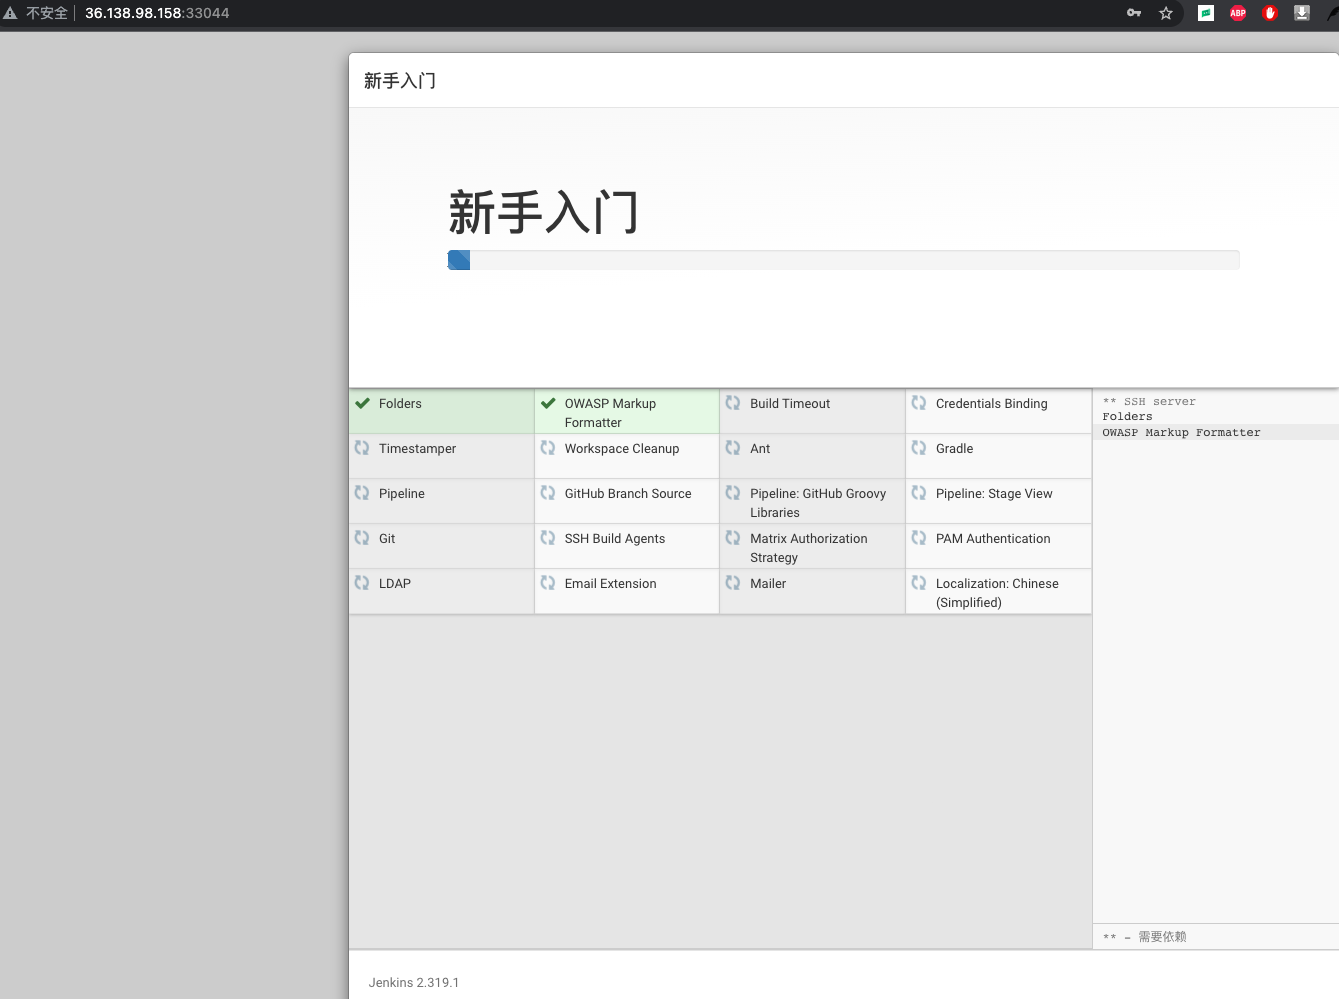 不安全 36.138.98.158:33044
ABP
新手入门
新手入门
Folders
OWASP Markup
Formatter
Build Timeout
Credentials Binding
Timestamper
Workspace Cleanup
Ant
Gradle
Pipeline
GitHub Branch Source
Pipeline: GitHub Groovy
Libraries
Pipeline: Stage View
Git
SSH Build Agents
Matrix Authorization
Strategy
PAM Authentication
LDAP
Email Extension
Mailer
Localization: Chinese
(Simplified)
** SSH server
Folders
OWASP Markup Formatter
** - 需要依赖
Jenkins 2.319.1